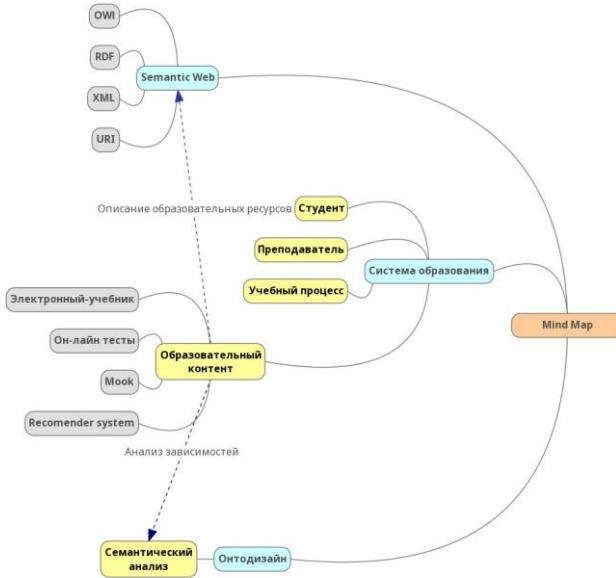 OWl
RDF
Semantic Web
XML
URI
Описание образовательных ресурсов
Студент
Преподаватель
Система образования
Учебный процесс
Электронный-учебник
Mind Map
Он-лайн тесты
Образовательный
контент
Mook
Recomender system
Анализ зависимостей
Семантический
анализ
Онтодизайн